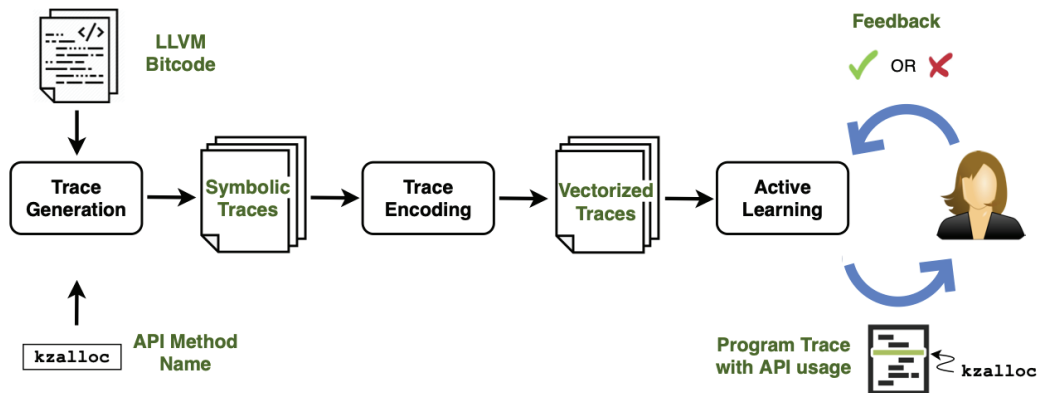 </>
LLVM
Bitcode
Feedback
OR
Trace
Generation
Symbolic
Traces
Trace
Encoding
Vectorized
Traces
Active
Learning
kzalloc
API Method
Name
Program Trace
with API usage
kzalloc